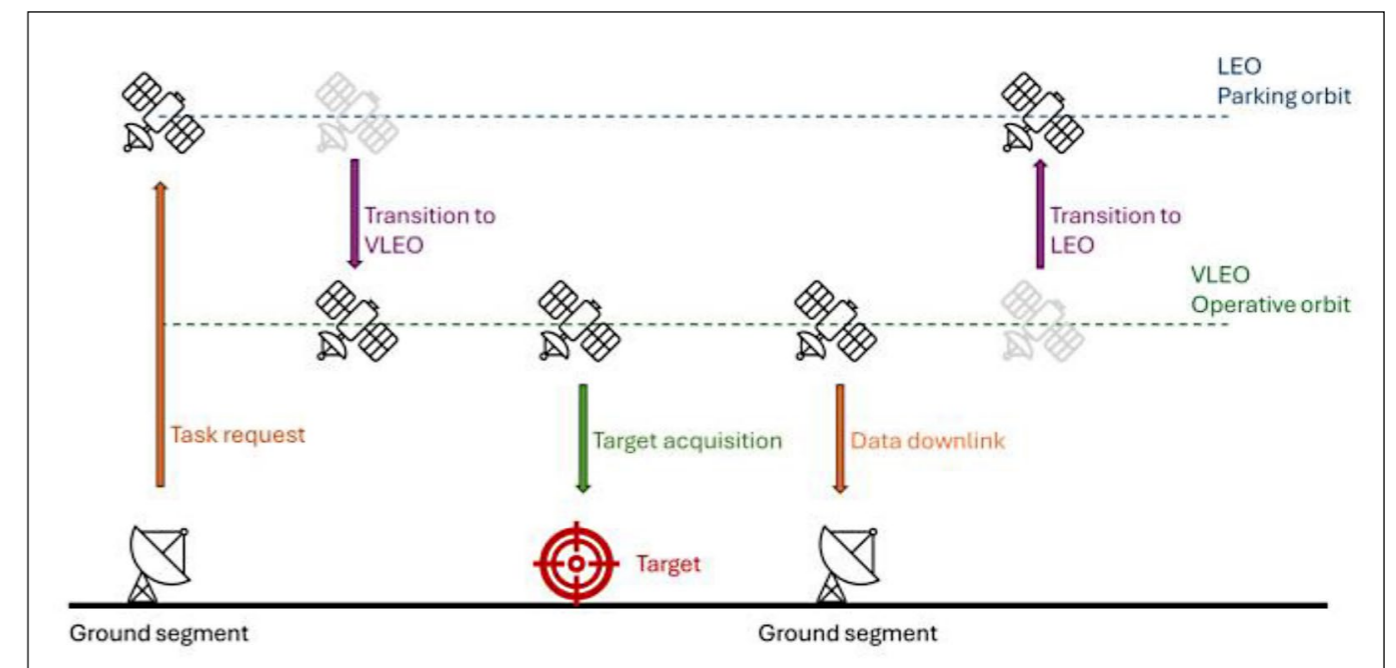 LEO
Parking orbit
Transition to
VLEO
Transition to
LEO
VLEO
Operative orbit
Task request
Target acquisition
Data downlink
Target
Ground segment
Ground segment